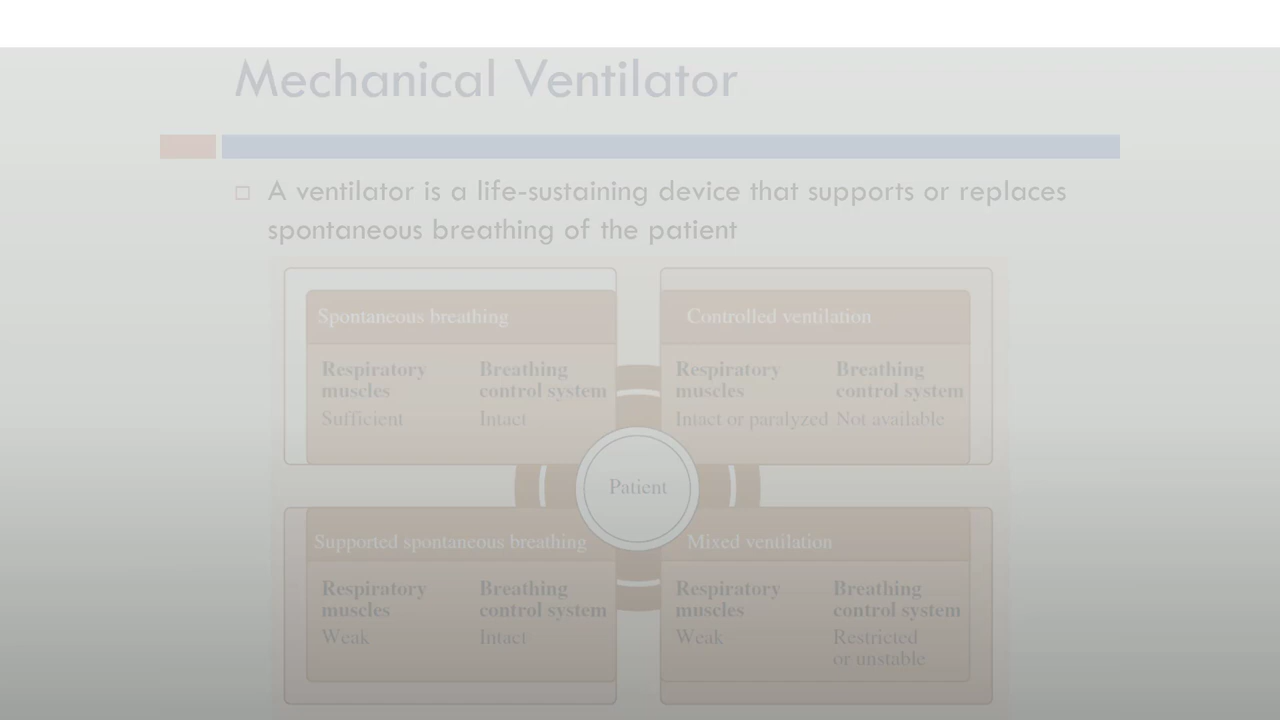 Mechanical Ventilator
A ventilator is a life-sustaining device that supports or replaces
spontaneous breathing of the patient
Spontaneous breathing
Respiratory
muscles
Sufficient
Breathing
control system
Intact
Controlled ventilation
Respiratory
muscles
Intact or paralyzed
Breathing
control system
Not available
Patient
Supported spontaneous breathing
Respiratory
muscles
Weak
Breathing
control system
Intact
Mixed ventilation
Respiratory
muscles
Weak
Breathing
control system
Restricted
or unstable